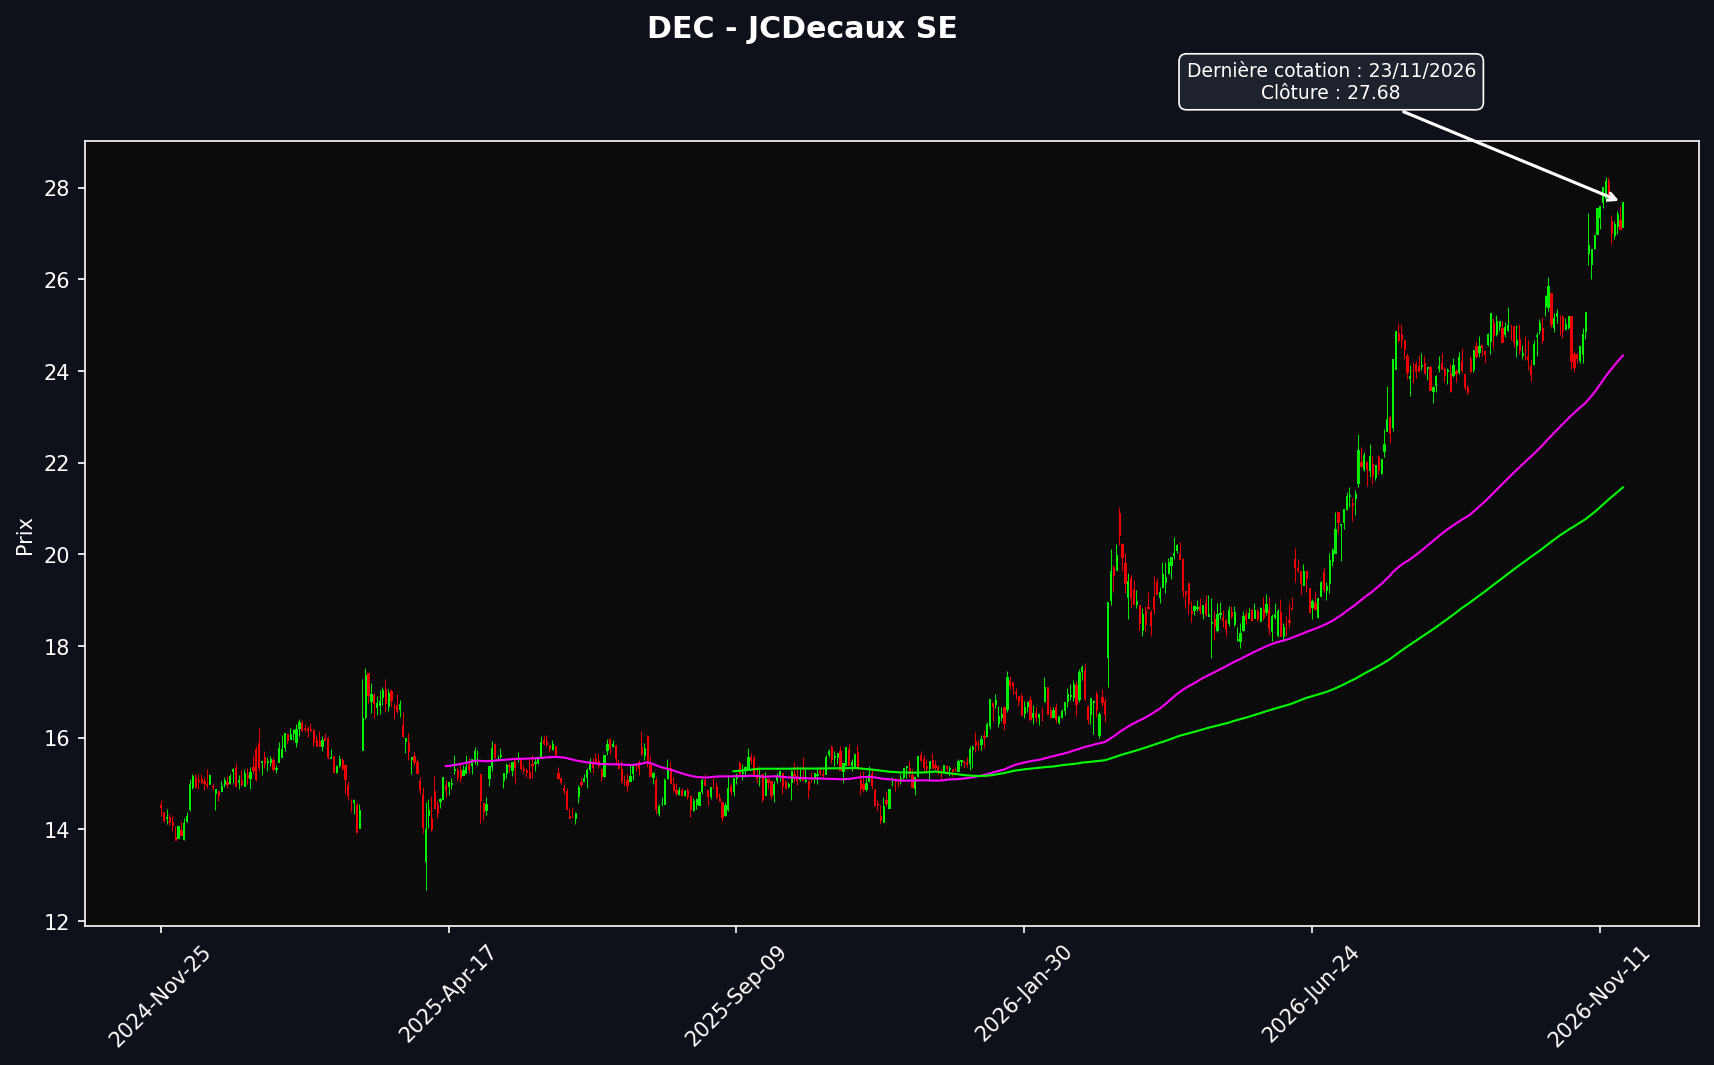 DEC - JCDecaux SE
Dernière cotation : 23/11/2026
Clôture : 27.68
Prix
28
26
24
22
20
18
16
14
12
2024-Nov-25
2025-Apr-17
2025-Sep-09
2026-Jan-30
2026-Jun-24
2026-Nov-11